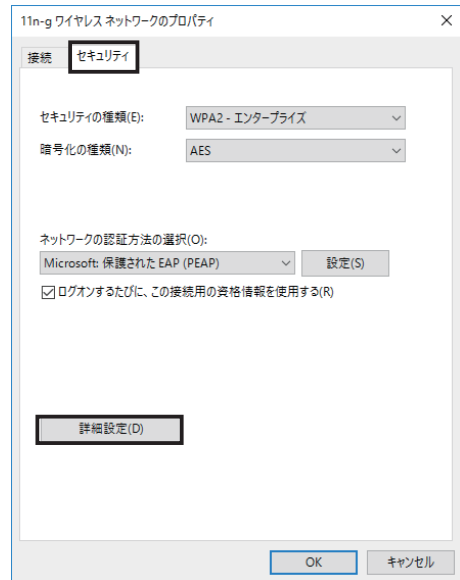 11n-g ワイヤレス ネットワークのプロパティ
接続 セキュリティ
セキュリティの種類(E): WPA2 - エンタープライズ
暗号化の種類(N): AES
ネットワークの認証方法の選択(O):
Microsoft: 保護された EAP (PEAP) 設定(S)
ログオンするたびに、この接続用の資格情報を使用する(R)
詳細設定(D)
OK キャンセル